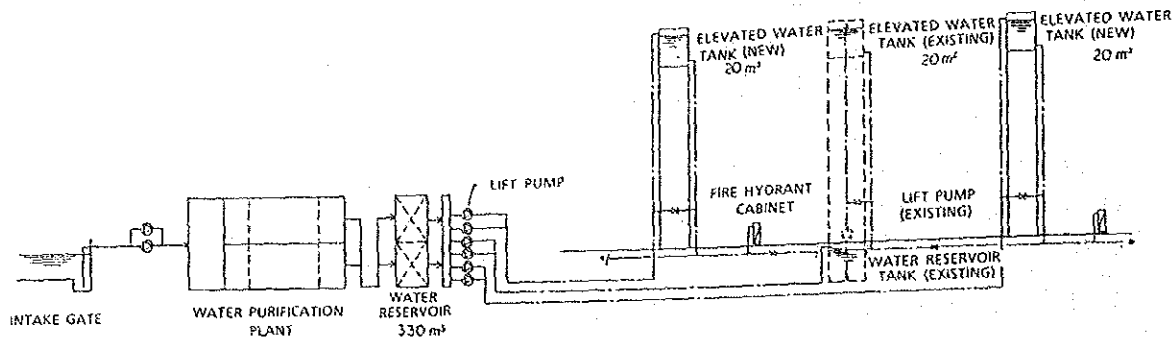 ELEVATED WATER
TANK (NEW)
20 m³
ELEVATED WATER
TANK (EXISTING)
20 m³
ELEVATED WATER
TANK (NEW)
20 m³
LIFT PUMP
FIRE HYDRANT
CABINET
LIFT PUMP
(EXISTING)
WATER RESERVOIR
TANK (EXISTING)
INTAKE GATE
WATER PURIFICATION
PLANT
WATER
RESERVOIR
330 m³